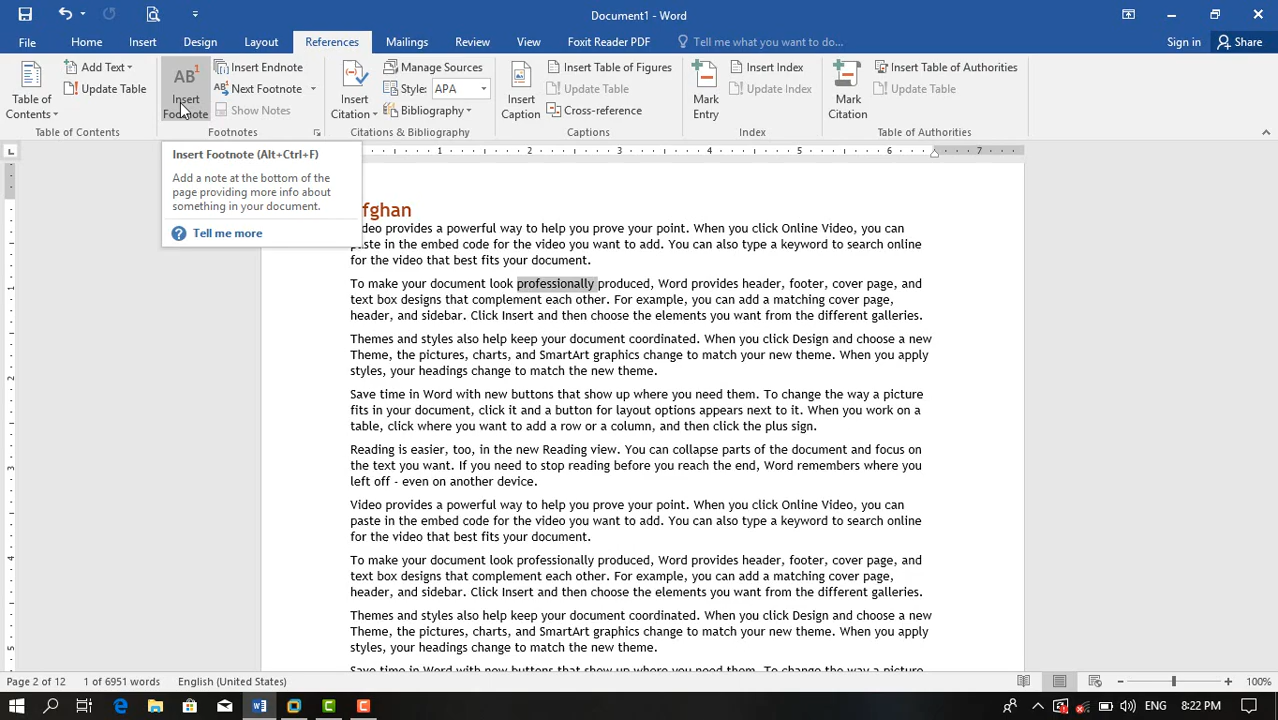 Document1 - Word
File Home Insert Design Layout References Mailings Review View Foxit Reader PDF Tell me what you want to do... Sign in Share
Table of Contents
Add Text
Update Table
Table of Contents
AB1 Insert Footnote
Insert Endnote
AB Next Footnote
Show Notes
Footnotes
Insert Citation
Manage Sources
Style: APA
Bibliography
Citations & Bibliography
Insert Caption
Insert Table of Figures
Update Table
Cross-reference
Captions
Mark Entry
Insert Index
Update Index
Index
Mark Citation
Insert Table of Authorities
Update Table
Table of Authorities
L
1 2 3 4 5 6 7
Insert Footnote (Alt+Ctrl+F)
Add a note at the bottom of the
page providing more info about
something in your document.
? Tell me more
fghan
ideo provides a powerful way to help you prove your point. When you click Online Video, you can
paste in the embed code for the video you want to add. You can also type a keyword to search online
for the video that best fits your document.
To make your document look professionally produced, Word provides header, footer, cover page, and
text box designs that complement each other. For example, you can add a matching cover page,
header, and sidebar. Click Insert and then choose the elements you want from the different galleries.
Themes and styles also help keep your document coordinated. When you click Design and choose a new
Theme, the pictures, charts, and SmartArt graphics change to match your new theme. When you apply
styles, your headings change to match the new theme.
Save time in Word with new buttons that show up where you need them. To change the way a picture
fits in your document, click it and a button for layout options appears next to it. When you work on a
table, click where you want to add a row or a column, and then click the plus sign.
Reading is easier, too, in the new Reading view. You can collapse parts of the document and focus on
the text you want. If you need to stop reading before you reach the end, Word remembers where you
left off - even on another device.
Video provides a powerful way to help you prove your point. When you click Online Video, you can
paste in the embed code for the video you want to add. You can also type a keyword to search online
for the video that best fits your document.
To make your document look professionally produced, Word provides header, footer, cover page, and
text box designs that complement each other. For example, you can add a matching cover page,
header, and sidebar. Click Insert and then choose the elements you want from the different galleries.
Themes and styles also help keep your document coordinated. When you click Design and choose a new
Theme, the pictures, charts, and SmartArt graphics change to match your new theme. When you apply
styles, your headings change to match the new theme.
Save time in Word with new buttons that show up where you need them. To change the way a picture
1 2 3 4 5
Page 2 of 12 1 of 6951 words English (United States) 100%
ENG 8:22 PM